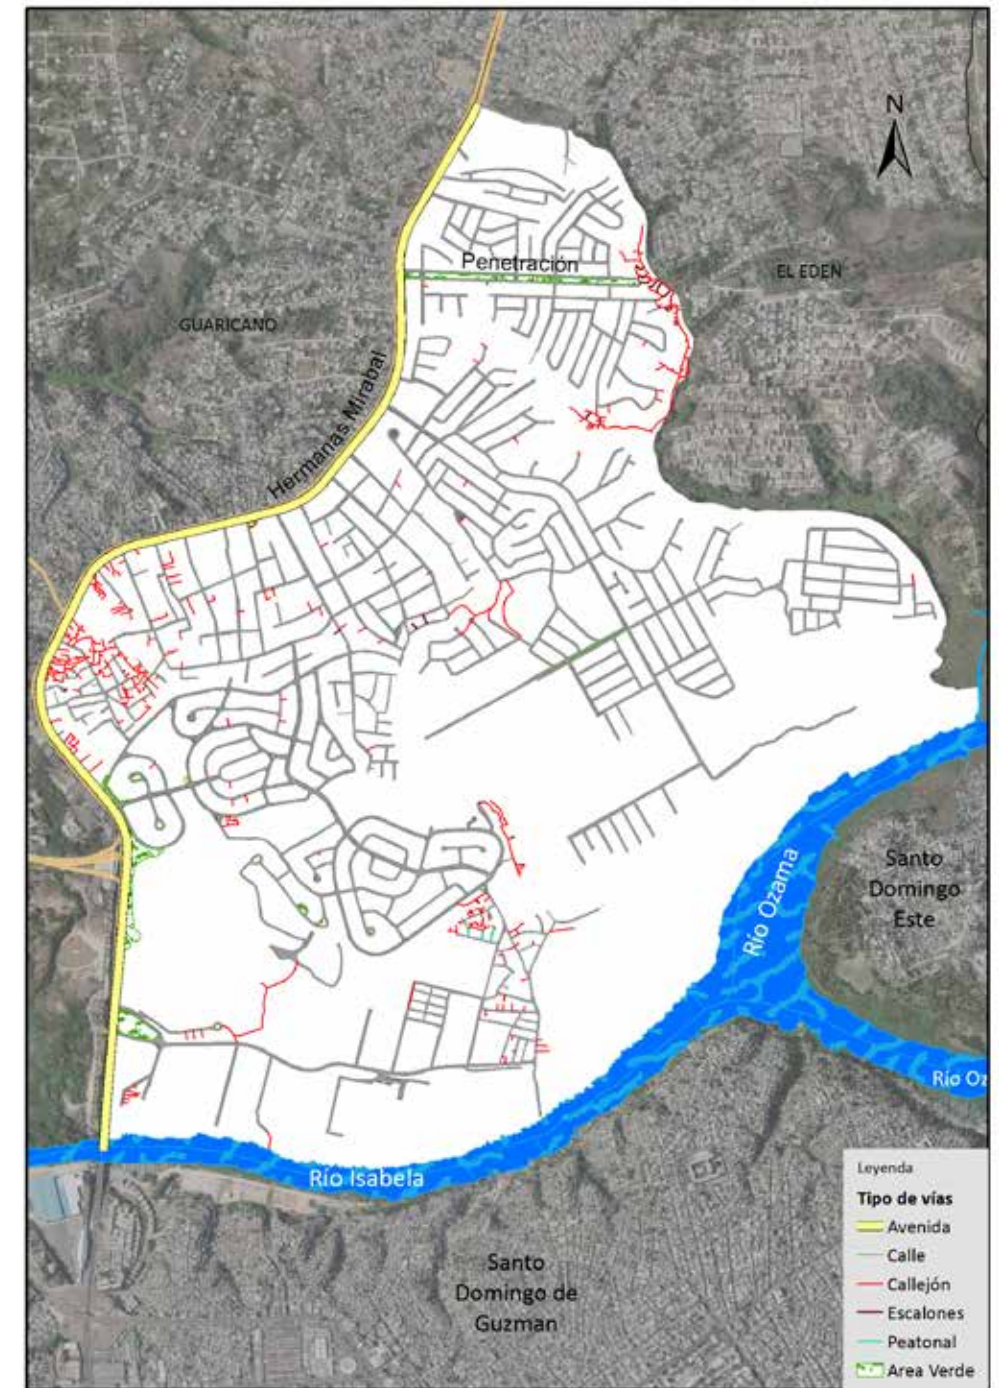 N
Penetración
EL EDEN
GUARICANO
Hermanas Mirabal
Santo
Domingo
Este
Río Ozama
Río Oz
Río Isabela
Santo
Domingo de
Guzman
Leyenda
Tipo de vías
Avenida
Calle
Callejón
Escalones
Peatonal
Area Verde